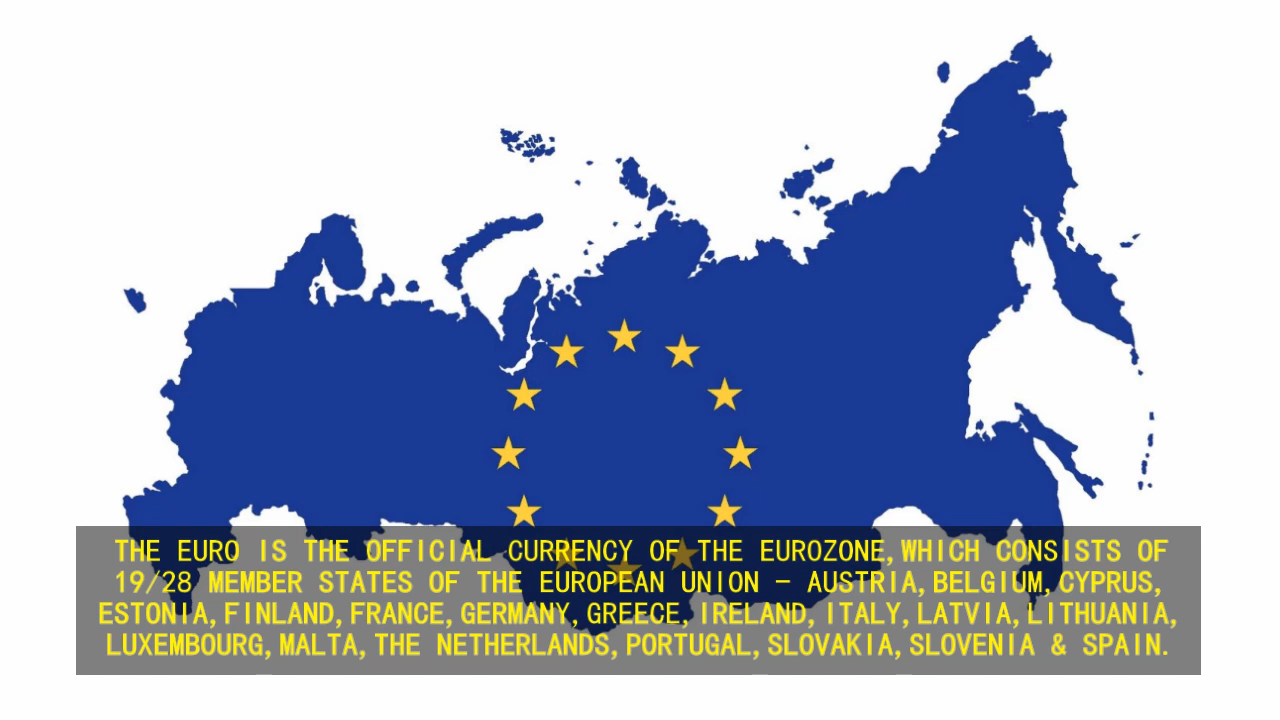 THE EURO IS THE OFFICIAL CURRENCY OF THE EUROZONE,WHICH CONSISTS OF
19/28 MEMBER STATES OF THE EUROPEAN UNION - AUSTRIA,BELGIUM,CYPRUS,
ESTONIA,FINLAND,FRANCE,GERMANY,GREECE,IRELAND,ITALY,LATVIA,LITHUANIA,
LUXEMBOURG,MALTA,THE NETHERLANDS,PORTUGAL,SLOVAKIA,SLOVENIA & SPAIN.